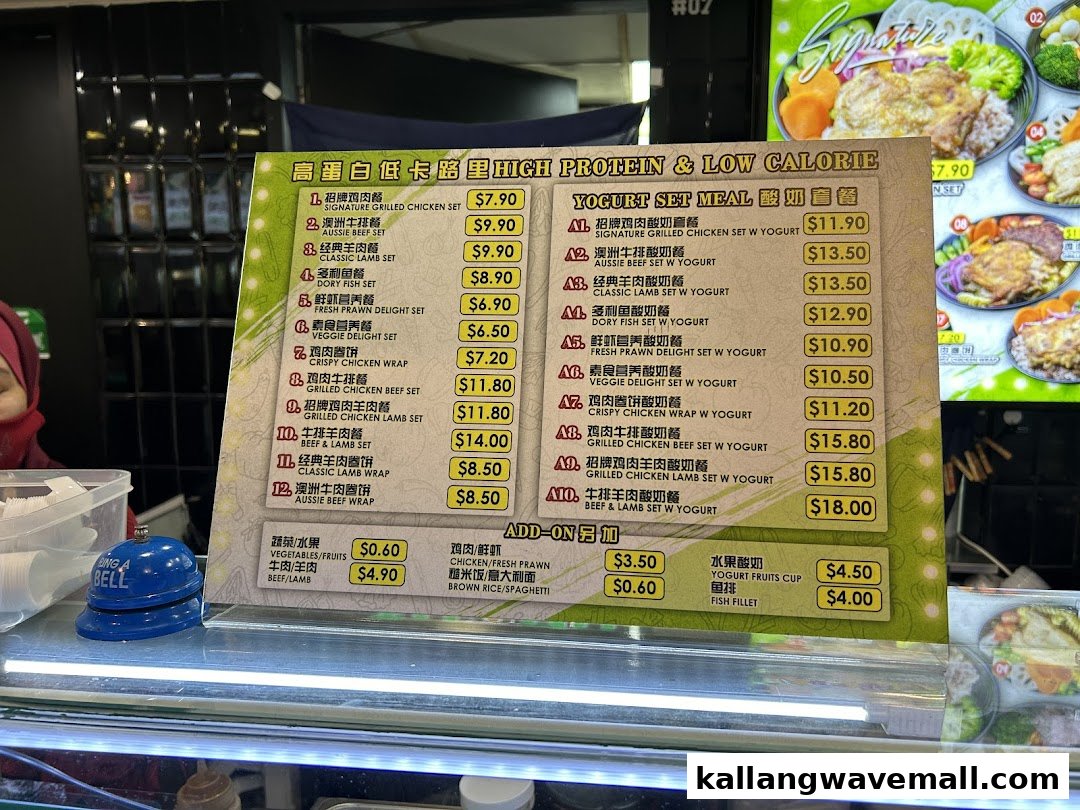 #02
Signature
02
04
$7.90
08
高蛋白低卡路里HIGH PROTEIN & LOW CALORIE
1. 招牌鸡肉餐 $7.90
SIGNATURE GRILLED CHICKEN SET
2. 澳洲牛排餐 $9.90
AUSSIE BEEF SET
3. 经典羊肉餐 $9.90
CLASSIC LAMB SET
4. 多利鱼餐 $8.90
DORY FISH SET
5. 鲜虾营养餐 $6.90
FRESH PRAWN DELIGHT SET
6. 素食营养餐 $6.50
VEGGIE DELIGHT SET
7. 鸡肉卷饼 $7.20
CRISPY CHICKEN WRAP
8. 鸡肉牛排餐 $11.80
GRILLED CHICKEN BEEF SET
9. 招牌鸡肉羊肉餐 $11.80
GRILLED CHICKEN LAMB SET
10. 牛排羊肉餐 $14.00
BEEF & LAMB SET
11. 经典羊肉卷饼 $8.50
CLASSIC LAMB WRAP
12. 澳洲牛肉卷饼 $8.50
AUSSIE BEEF WRAP
YOGURT SET MEAL 酸奶套餐
A1. 招牌鸡肉酸奶套餐 $11.90
SIGNATURE GRILLED CHICKEN SET W YOGURT
A2. 澳洲牛排酸奶餐 $13.50
AUSSIE BEEF SET W YOGURT
A3. 经典羊肉酸奶餐 $13.50
CLASSIC LAMB SET W YOGURT
A4. 多利鱼酸奶餐 $12.90
DORY FISH SET W YOGURT
A5. 鲜虾营养酸奶餐 $10.90
FRESH PRAWN DELIGHT SET W YOGURT
A6. 素食营养酸奶餐 $10.50
VEGGIE DELIGHT SET W YOGURT
A7. 鸡肉卷饼酸奶餐 $11.20
CRISPY CHICKEN WRAP W YOGURT
A8. 鸡肉牛排酸奶餐 $15.80
GRILLED CHICKEN BEEF SET W YOGURT
A9. 招牌鸡肉羊肉酸奶餐 $15.80
GRILLED CHICKEN LAMB SET W YOGURT
A10. 牛排羊肉酸奶餐 $18.00
BEEF & LAMB SET W YOGURT
ADD-ON另加
蔬菜/水果 $0.60
VEGETABLES/FRUITS
牛肉/羊肉 $4.90
BEEF/LAMB
鸡肉/鲜虾 $3.50
CHICKEN/FRESH PRAWN
糙米饭/意大利面 $0.60
BROWN RICE/SPAGHETTI
水果酸奶 $4.50
YOGURT FRUITS CUP
鱼排 $4.00
FISH FILLET
BELL
kallangwavemall.com